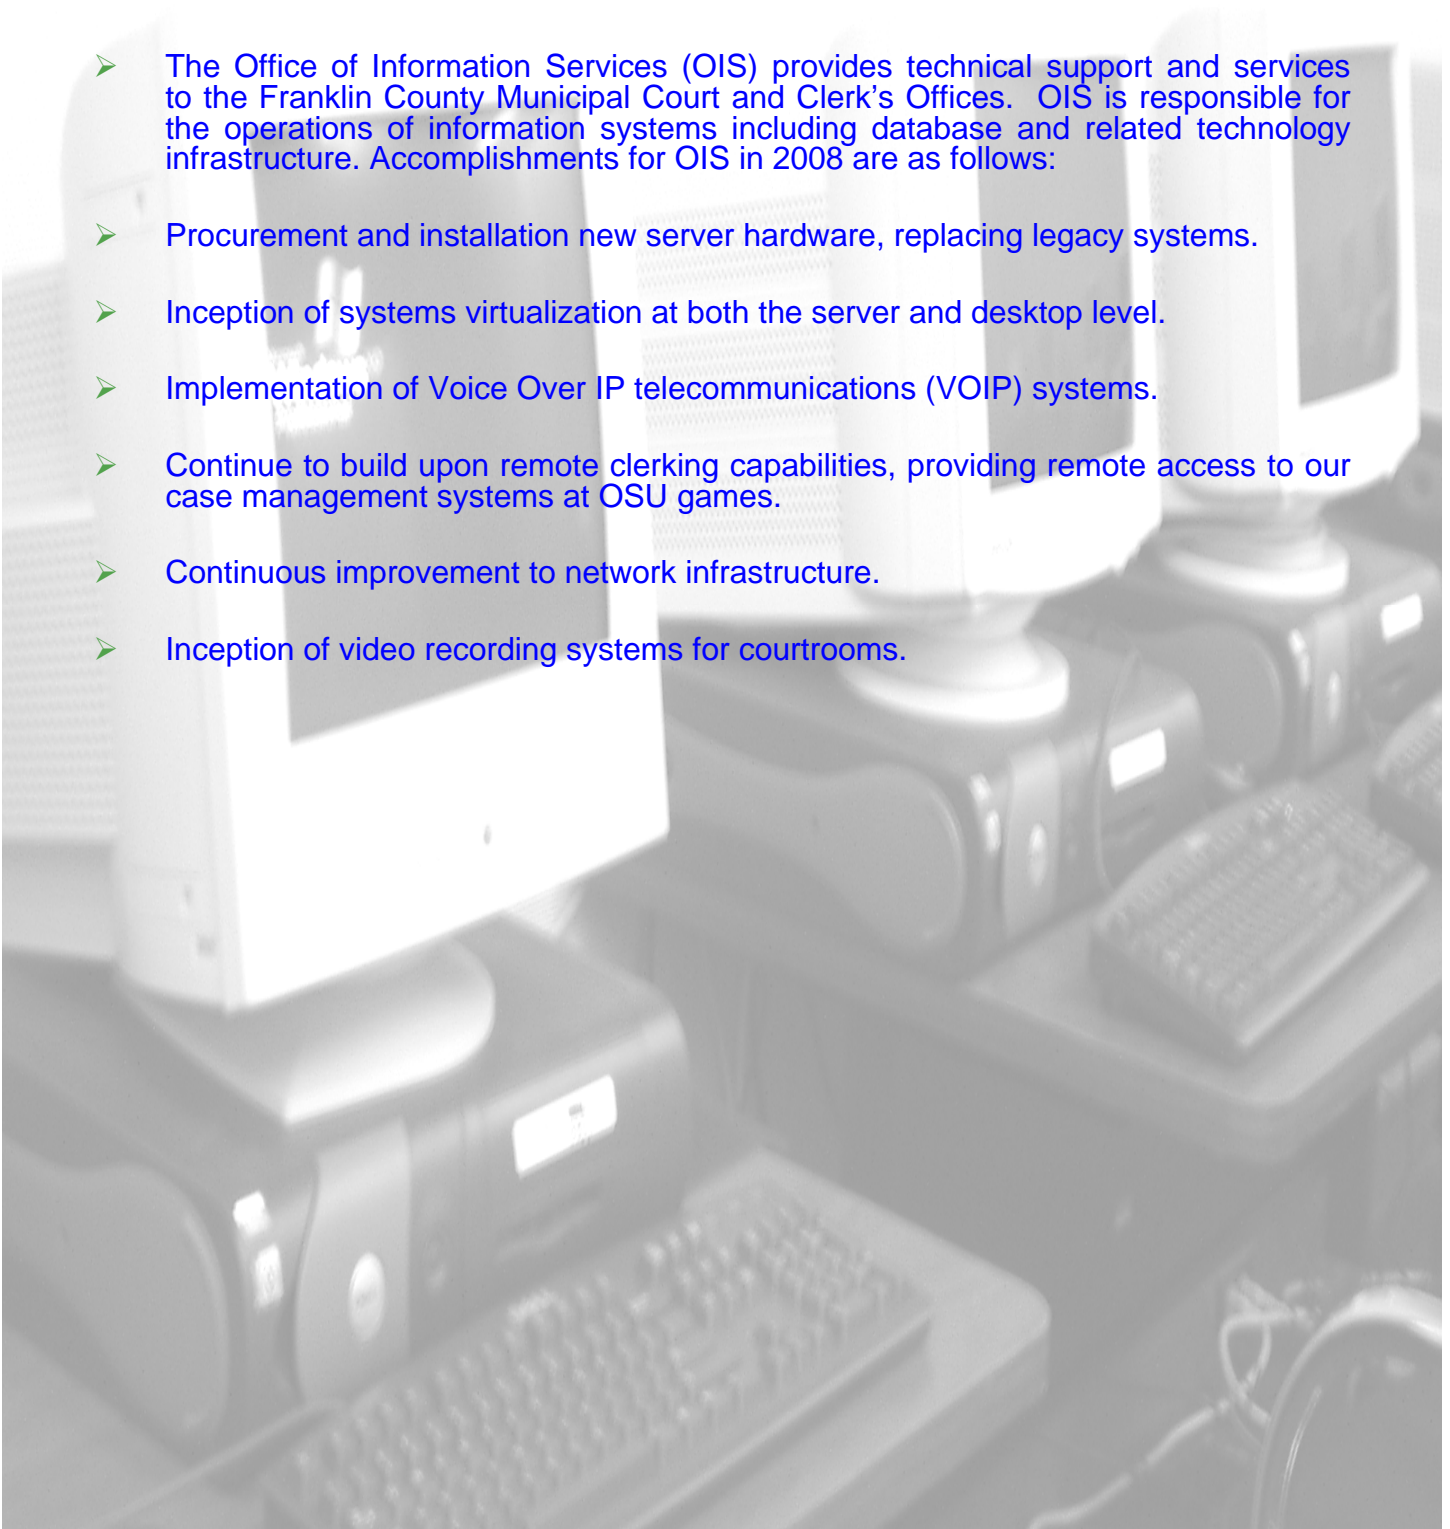 ➢ The Office of Information Services (OIS) provides technical support and services
to the Franklin County Municipal Court and Clerk’s Offices.  OIS is responsible for
the operations of information systems including database and related technology
infrastructure. Accomplishments for OIS in 2008 are as follows:
➢ Procurement and installation new server hardware, replacing legacy systems.
➢ Inception of systems virtualization at both the server and desktop level.
➢ Implementation of Voice Over IP telecommunications (VOIP) systems.
➢ Continue to build upon remote clerking capabilities, providing remote access to our
case management systems at OSU games.
➢ Continuous improvement to network infrastructure.
➢ Inception of video recording systems for courtrooms.